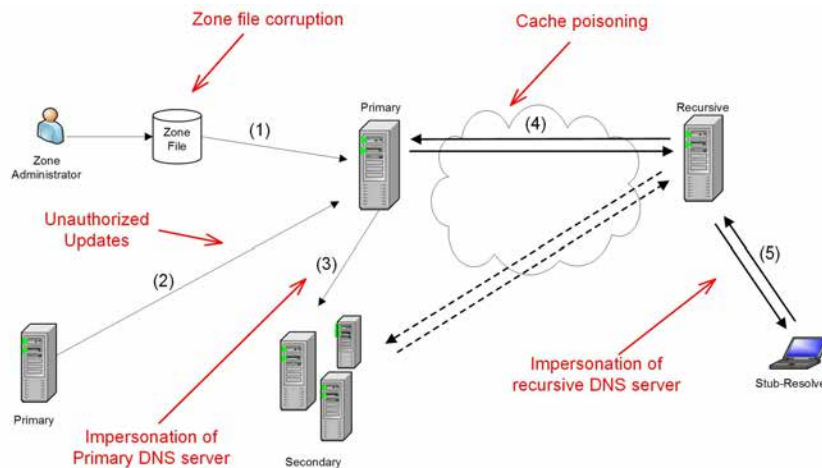 Zone file corruption
Cache poisoning
Primary
Recursive
Zone
File
(1)
(4)
Zone
Administrator
Unauthorized
Updates
(2)
(3)
(5)
Primary
Impersonation of
Primary DNS server
Secondary
Impersonation of
recursive DNS server
Stub-Resolve